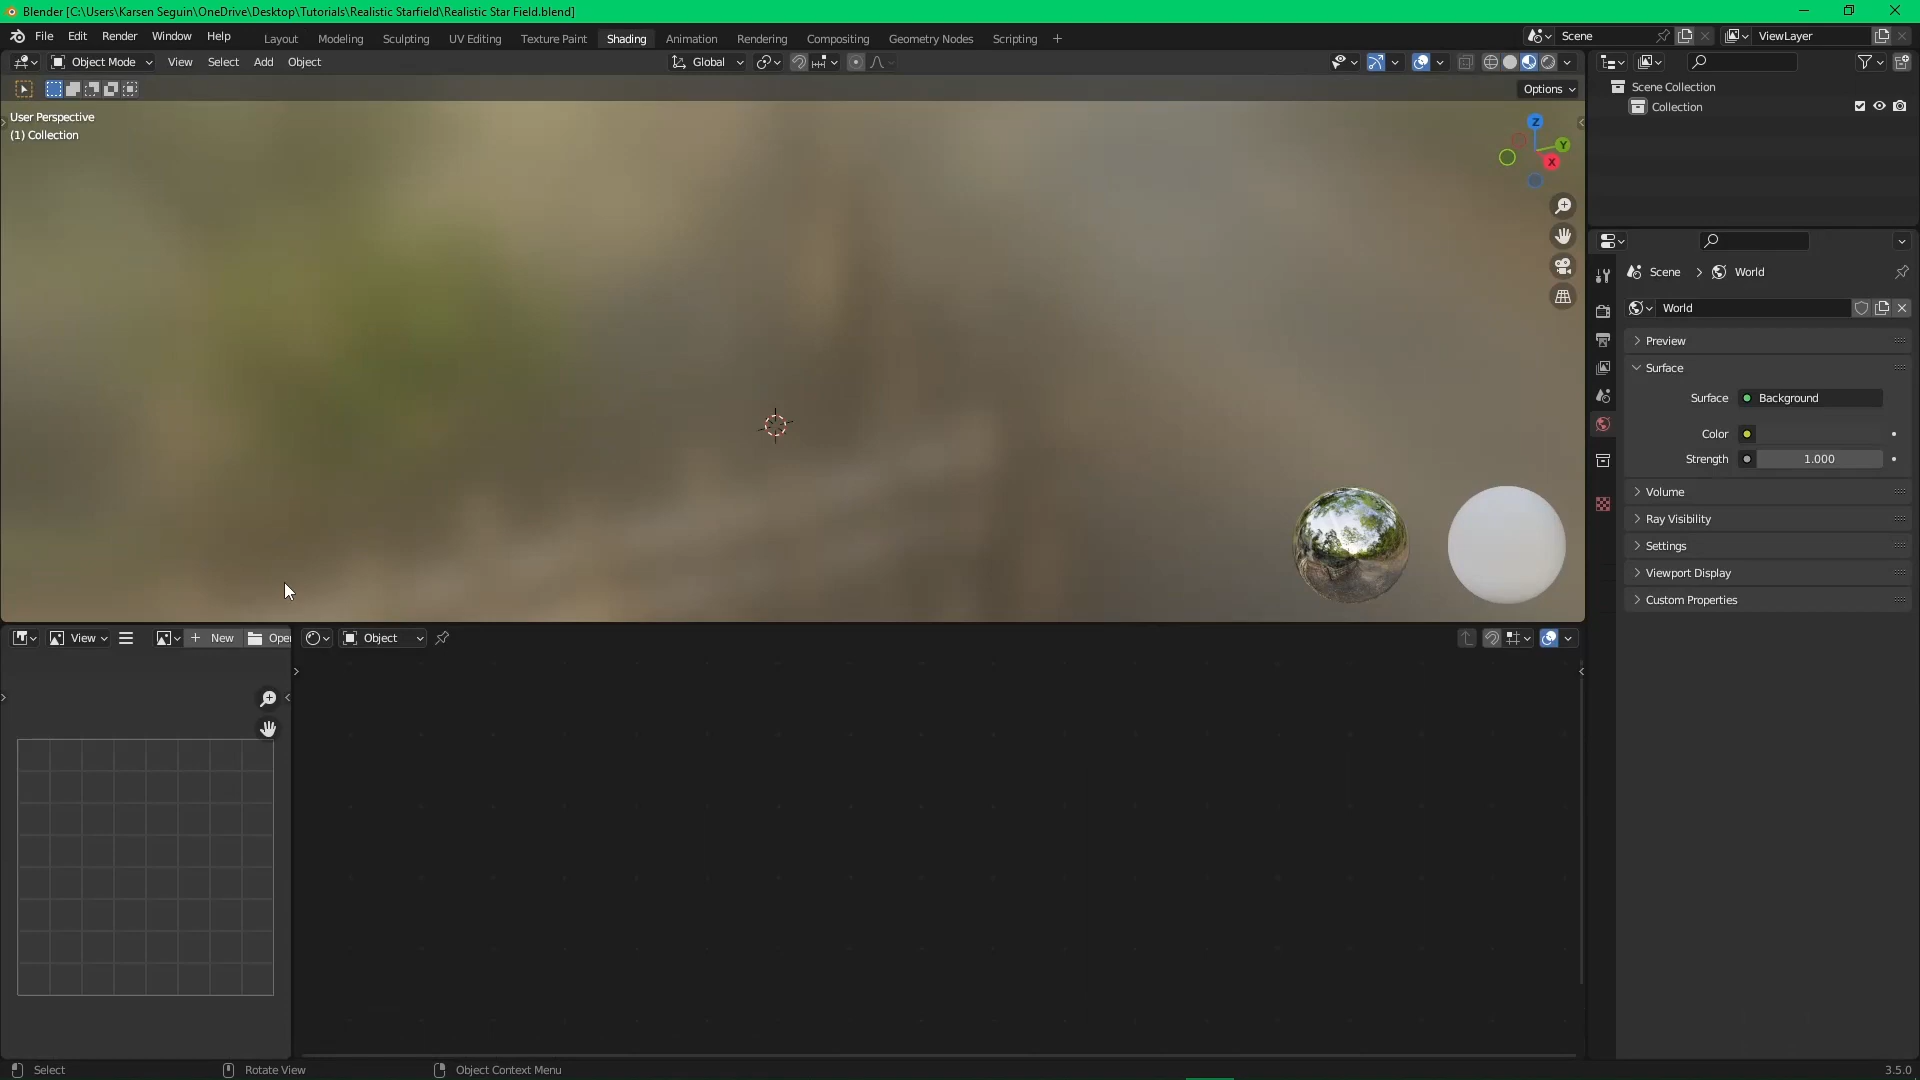 Blender [C:\Users\Karsen Seguin\OneDrive\Desktop\Tutorials\Realistic Starfield\Realistic Star Field.blend]
File Edit Render Window Help Layout Modeling Sculpting UV Editing Texture Paint Shading Animation Rendering Compositing Geometry Nodes Scripting + Scene ViewLayer
Object Mode View Select Add Object Global
Options
User Perspective
(1) Collection
Z
Y
X
Scene Collection
Collection
Scene > World
World
Preview
Surface
Surface Background
Color
Strength 1.000
Volume
Ray Visibility
Settings
Viewport Display
Custom Properties
View + New Open Object
Select Rotate View Object Context Menu 3.5.0